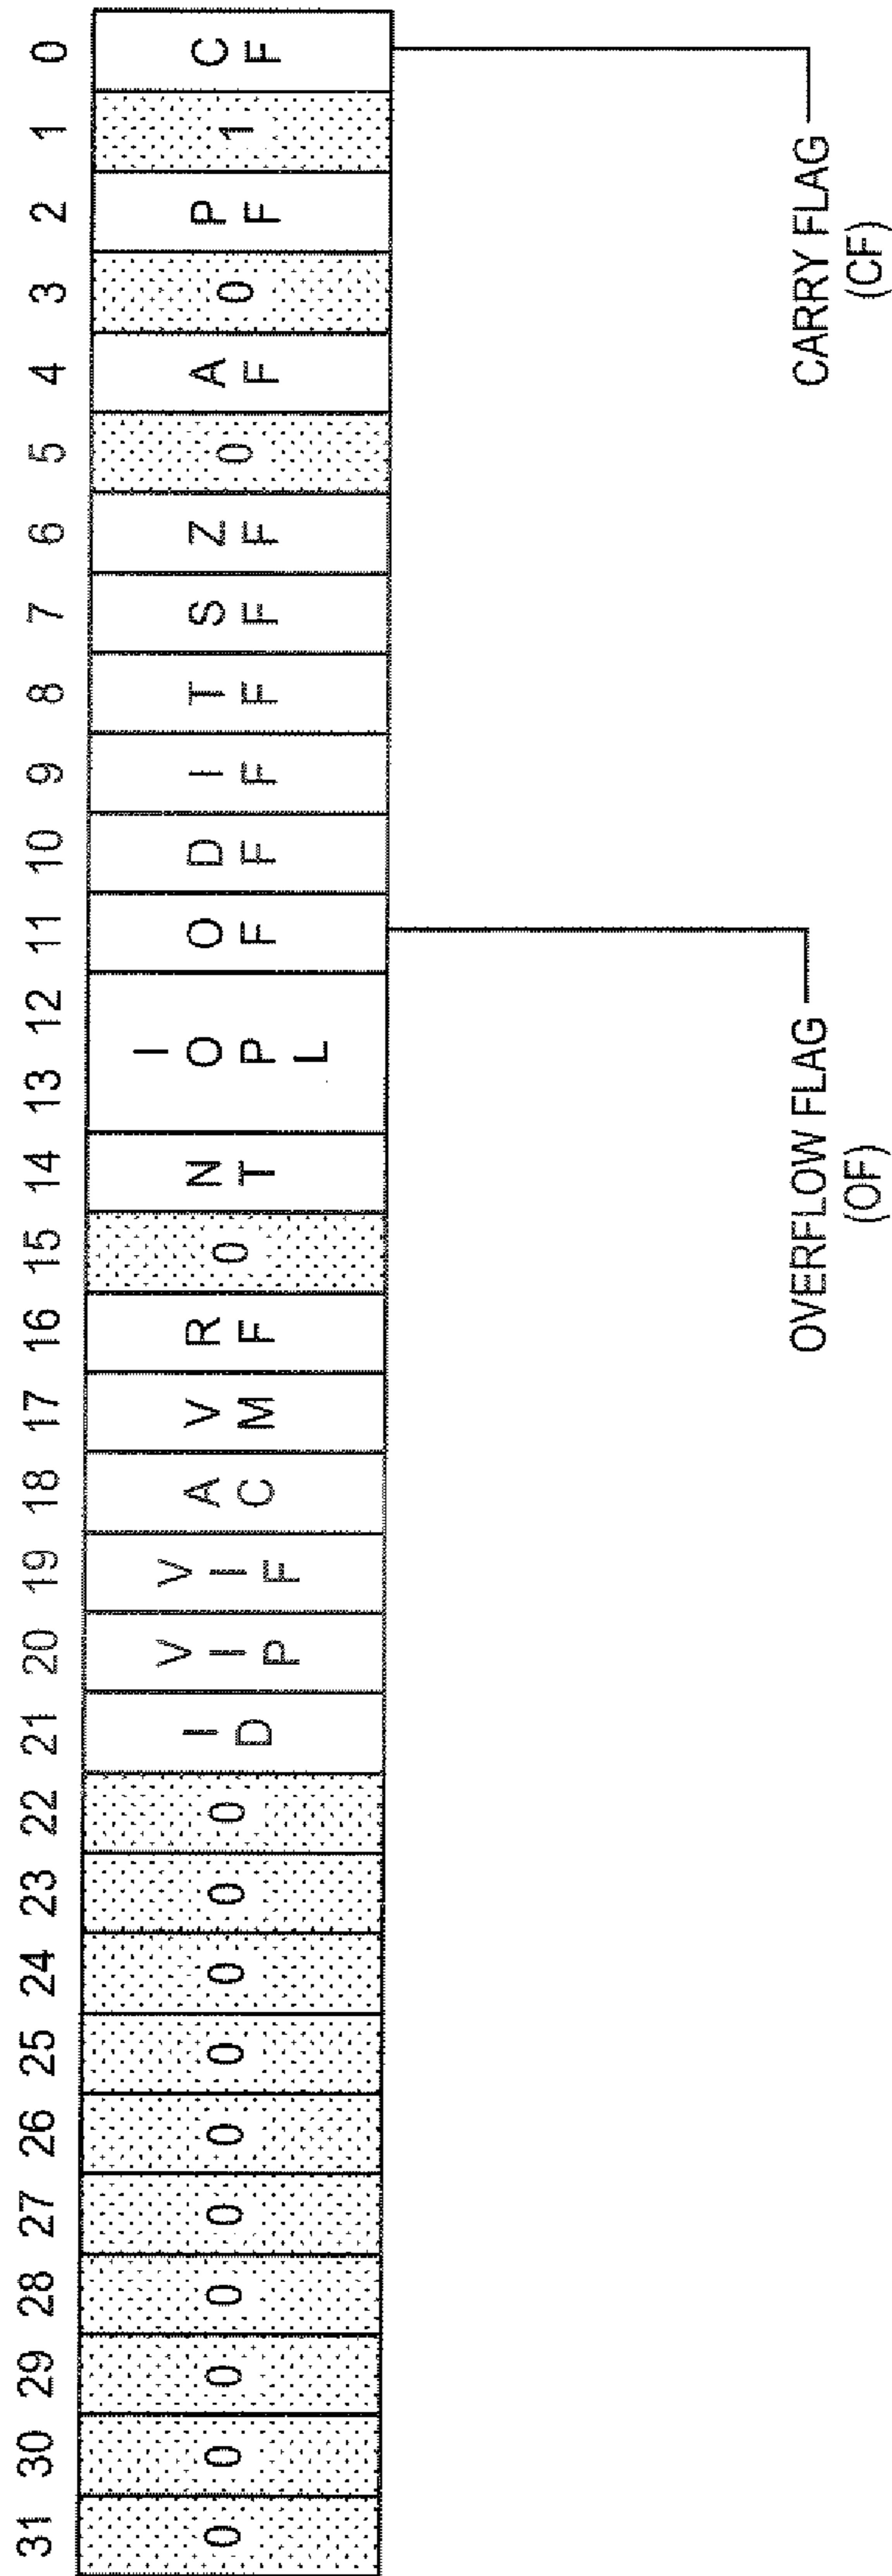 31 30 29 28 27 26 25 24 23 22 21 20 19 18 17 16 15 14 13 12 11 10 9 8 7 6 5 4 3 2 1 0
0 0 0 0 0 0 0 0 0 0 ID VIP VIF AC VM RF 0 NT IOPL OF DF IF TF SF ZF 0 AF 0 PF 1 CF
OVERFLOW FLAG
(OF)
CARRY FLAG
(CF)